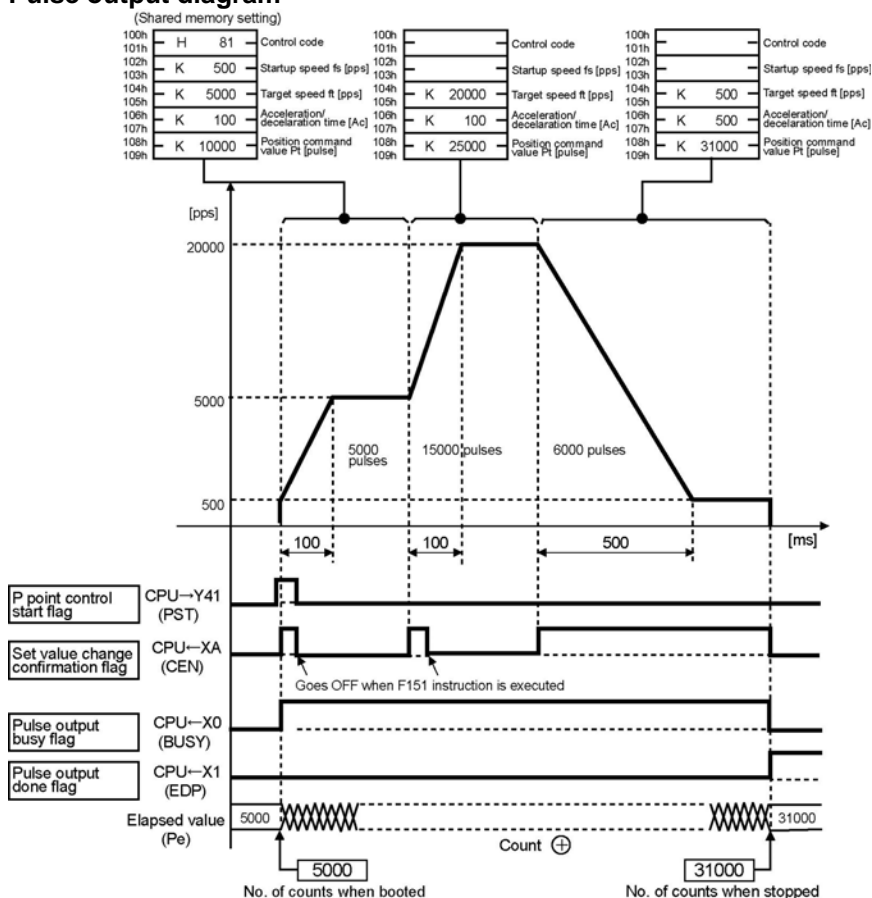 Pulse output diagram
(Shared memory setting)
100h
101h
H 81
Control code
102h
103h
K 500
Startup speed fs [pps]
104h
105h
K 5000
Target speed ft [pps]
106h
107h
K 100
Acceleration/
decelaration time [Ac]
108h
109h
K 10000
Position command
value Pt [pulse]
100h
101h
Control code
102h
103h
Startup speed fs [pps]
104h
105h
K 20000
Target speed ft [pps]
106h
107h
K 100
Acceleration/
decelaration time [Ac]
108h
109h
K 25000
Position command
value Pt [pulse]
100h
101h
Control code
102h
103h
Startup speed fs [pps]
104h
105h
K 500
Target speed ft [pps]
106h
107h
K 500
Acceleration/
decelaration time [Ac]
108h
109h
K 31000
Position command
value Pt [pulse]
[pps]
20000
5000
500
5000
pulses
15000 pulses
6000 pulses
100
100
500
[ms]
P point control
start flag
CPU→Y41
(PST)
Set value change
confirmation flag
CPU←XA
(CEN)
Goes OFF when F151 instruction is executed
Pulse output
busy flag
CPU←X0
(BUSY)
Pulse output
done flag
CPU←X1
(EDP)
Elapsed value
(Pe)
5000
31000
Count ⊕
5000
No. of counts when booted
31000
No. of counts when stopped